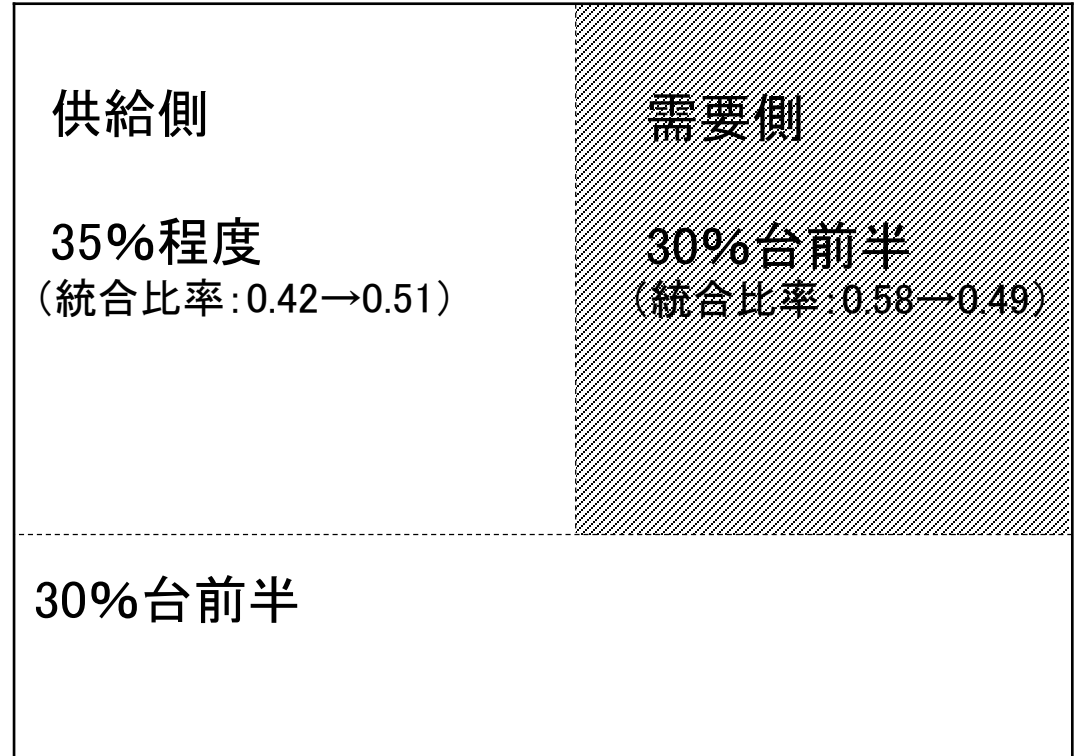 供給側
需要側
35%程度
30%台前半
(統合比率:0.42→0.51)
(統合比率:0.58→0.49)
30%台前半